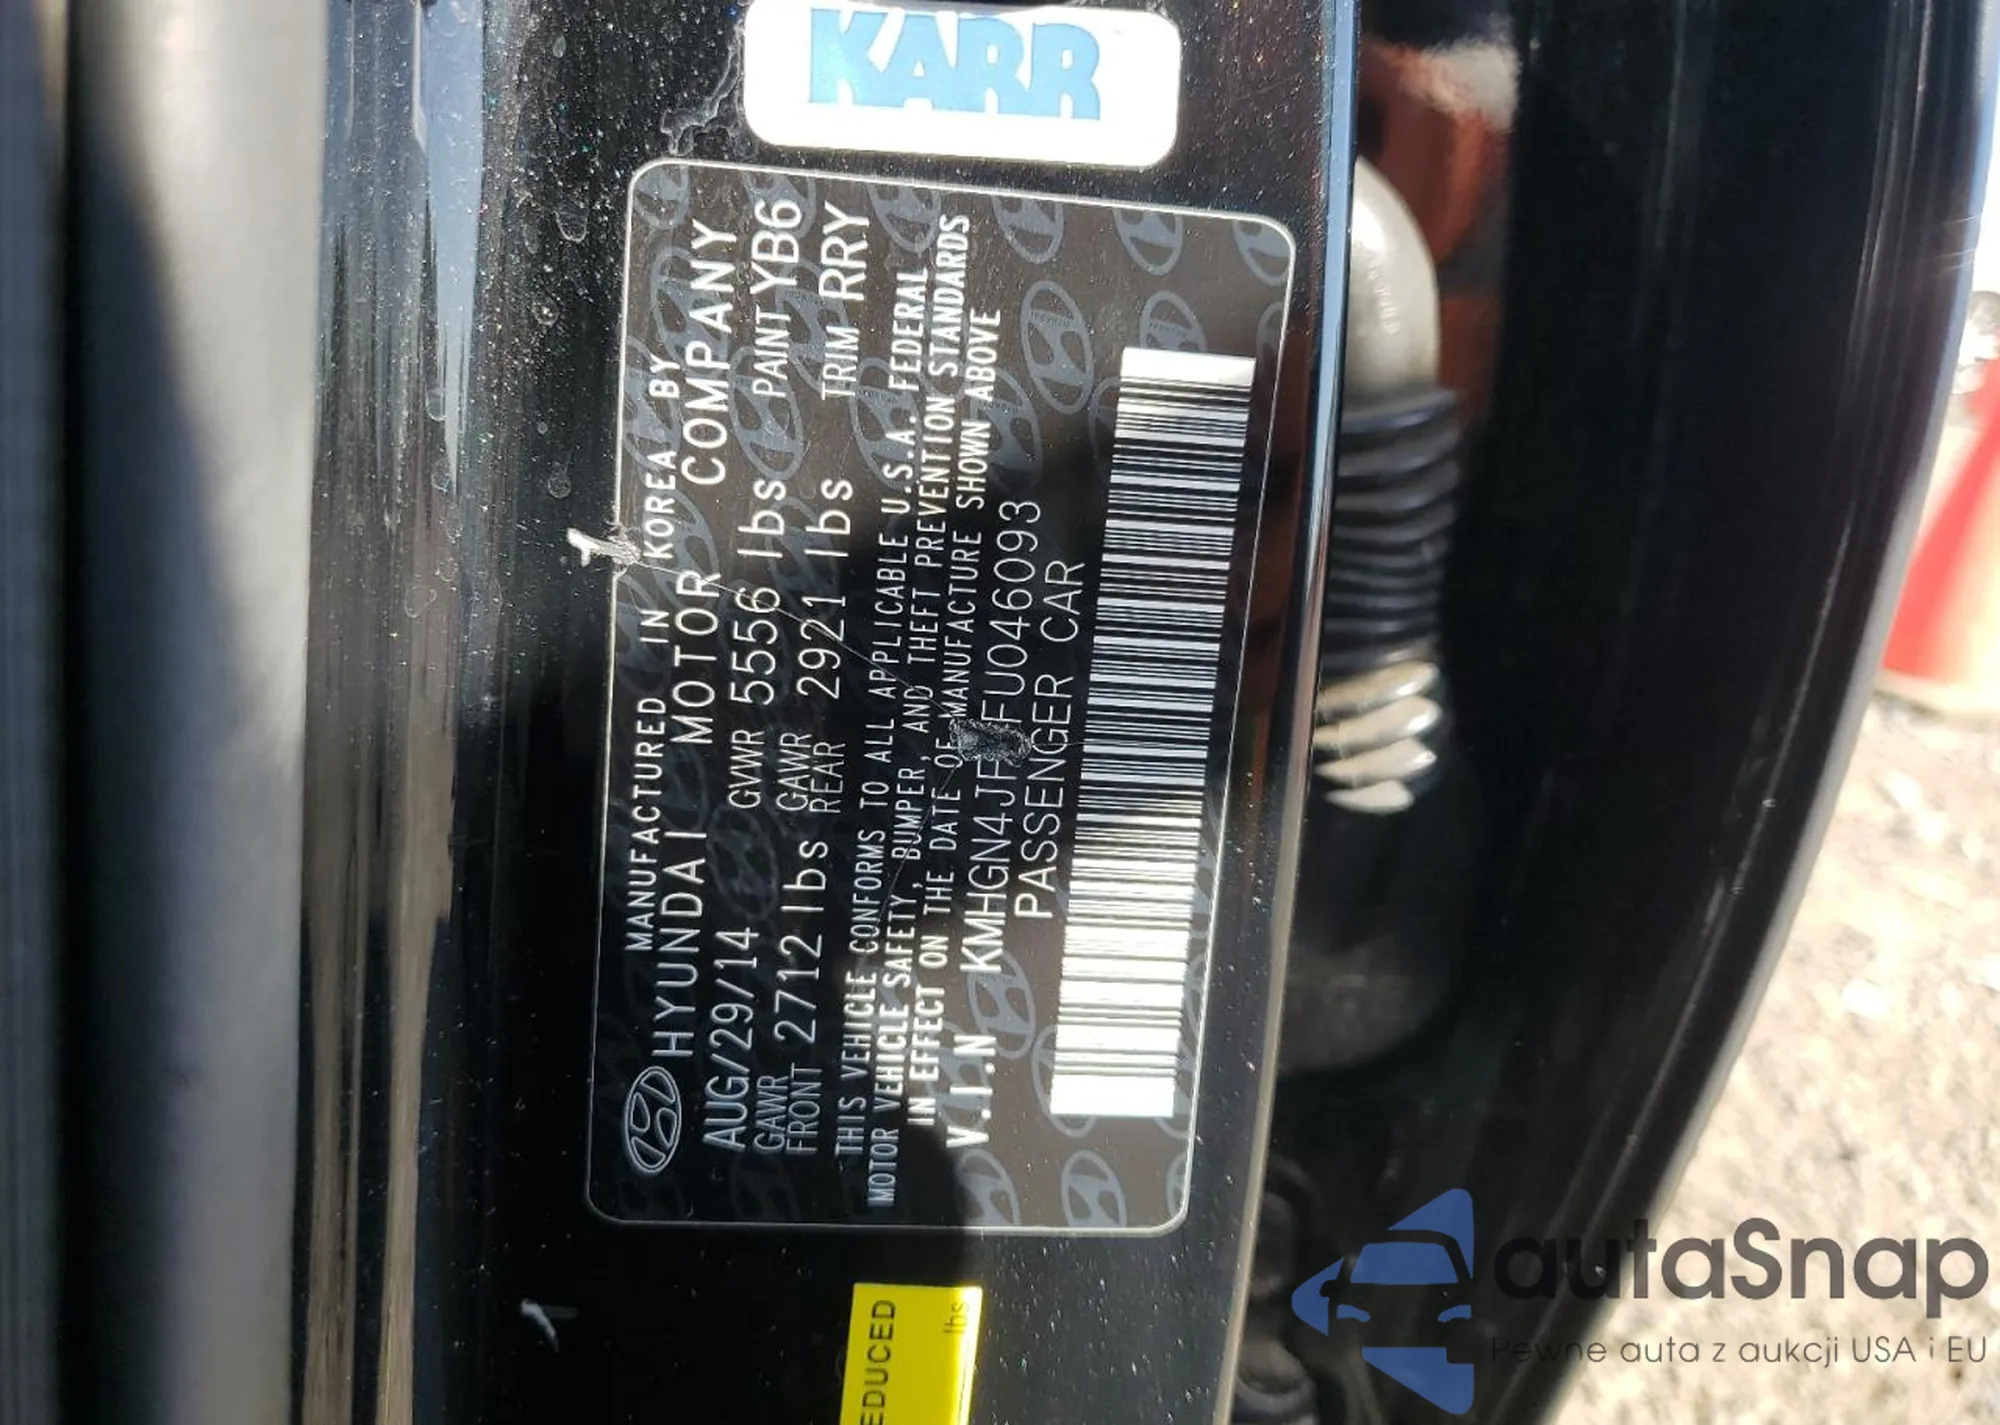 KARR
MANUFACTURED IN KOREA BY
HYUNDAI MOTOR COMPANY
AUG/29/14 GVWR 5556 lbs PAINT YB6
GAWR FRONT 2712 lbs GAWR REAR 2921 lbs TRIM RRY
THIS VEHICLE CONFORMS TO ALL APPLICABLE U.S.A. FEDERAL
MOTOR VEHICLE SAFETY, BUMPER, AND THEFT PREVENTION STANDARDS
IN EFFECT ON THE DATE OF MANUFACTURE SHOWN ABOVE
V.I.N KMHGN4JF FU046093
PASSENGER CAR
EDUCED
lbs
autaSnap
Pewne auta z aukcji USA i EU